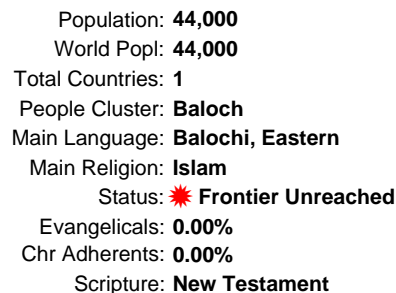 Population: 44,000
World Popl: 44,000
Total Countries: 1
People Cluster: Baloch
Main Language: Balochi, Eastern
Main Religion: Islam
Status: Frontier Unreached
Evangelicals: 0.00%
Chr Adherents: 0.00%
Scripture: New Testament